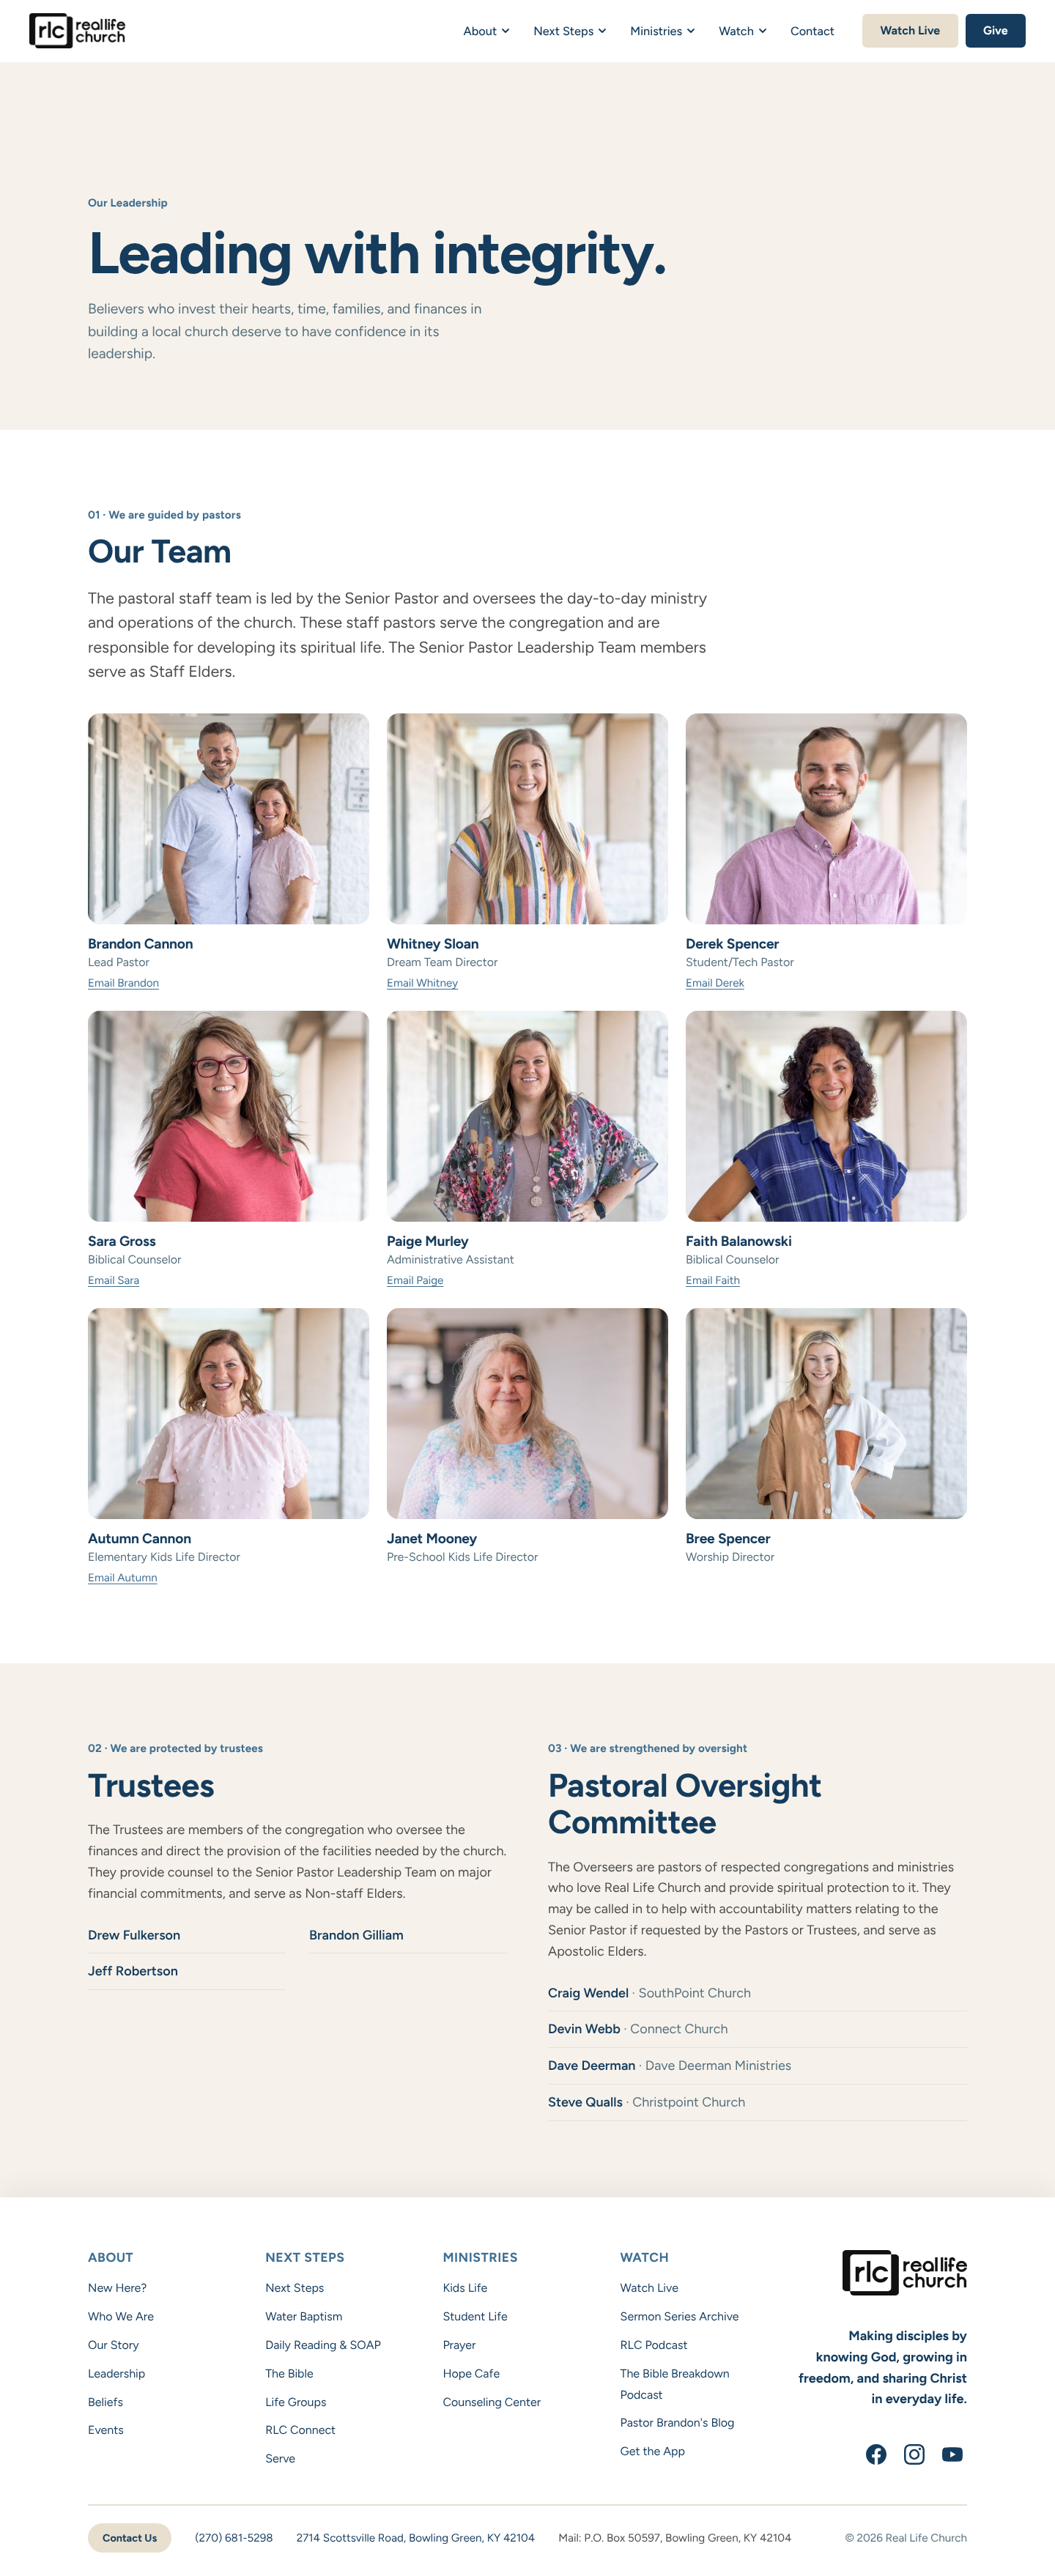 rlc reallife church
About
Next Steps
Ministries
Watch
Contact
Watch Live
Give
Our Leadership
Leading with integrity.
Believers who invest their hearts, time, families, and finances in
building a local church deserve to have confidence in its
leadership.
01 · We are guided by pastors
Our Team
The pastoral staff team is led by the Senior Pastor and oversees the day-to-day ministry
and operations of the church. These staff pastors serve the congregation and are
responsible for developing its spiritual life. The Senior Pastor Leadership Team members
serve as Staff Elders.
Brandon Cannon
Lead Pastor
Email Brandon
Whitney Sloan
Dream Team Director
Email Whitney
Derek Spencer
Student/Tech Pastor
Email Derek
Sara Gross
Biblical Counselor
Email Sara
Paige Murley
Administrative Assistant
Email Paige
Faith Balanowski
Biblical Counselor
Email Faith
Autumn Cannon
Elementary Kids Life Director
Email Autumn
Janet Mooney
Pre-School Kids Life Director
Bree Spencer
Worship Director
02 · We are protected by trustees
Trustees
The Trustees are members of the congregation who oversee the
finances and direct the provision of the facilities needed by the church.
They provide counsel to the Senior Pastor Leadership Team on major
financial commitments, and serve as Non-staff Elders.
Drew Fulkerson
Brandon Gilliam
Jeff Robertson
03 · We are strengthened by oversight
Pastoral Oversight
Committee
The Overseers are pastors of respected congregations and ministries
who love Real Life Church and provide spiritual protection to it. They
may be called in to help with accountability matters relating to the
Senior Pastor if requested by the Pastors or Trustees, and serve as
Apostolic Elders.
Craig Wendel · SouthPoint Church
Devin Webb · Connect Church
Dave Deerman · Dave Deerman Ministries
Steve Qualls · Christpoint Church
ABOUT
New Here?
Who We Are
Our Story
Leadership
Beliefs
Events
NEXT STEPS
Next Steps
Water Baptism
Daily Reading & SOAP
The Bible
Life Groups
RLC Connect
Serve
MINISTRIES
Kids Life
Student Life
Prayer
Hope Cafe
Counseling Center
WATCH
Watch Live
Sermon Series Archive
RLC Podcast
The Bible Breakdown
Podcast
Pastor Brandon's Blog
Get the App
rlc reallife church
Making disciples by
knowing God, growing in
freedom, and sharing Christ
in everyday life.
Contact Us
(270) 681-5298
2714 Scottsville Road, Bowling Green, KY 42104
Mail: P.O. Box 50597, Bowling Green, KY 42104
© 2026 Real Life Church